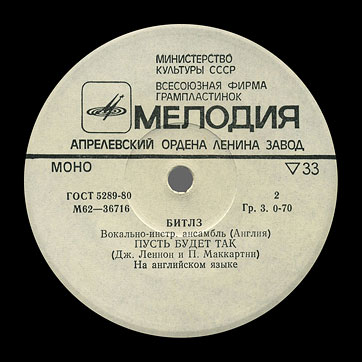 МИНИСТЕРСТВО
КУЛЬТУРЫ СССР
ВСЕСОЮЗНАЯ ФИРМА
ГРАМПЛАСТИНОК
МЕЛОДИЯ
АПРЕЛЕВСКИЙ ОРДЕНА ЛЕНИНА ЗАВОД
МОНО ▽33
ГОСТ 5289-80 2
М62—36716 Гр. 3. 0-70
БИТЛЗ
Вокально-инстр. ансамбль (Англия)
ПУСТЬ БУДЕТ ТАК
(Дж. Леннон и П. Маккартни)
На английском языке